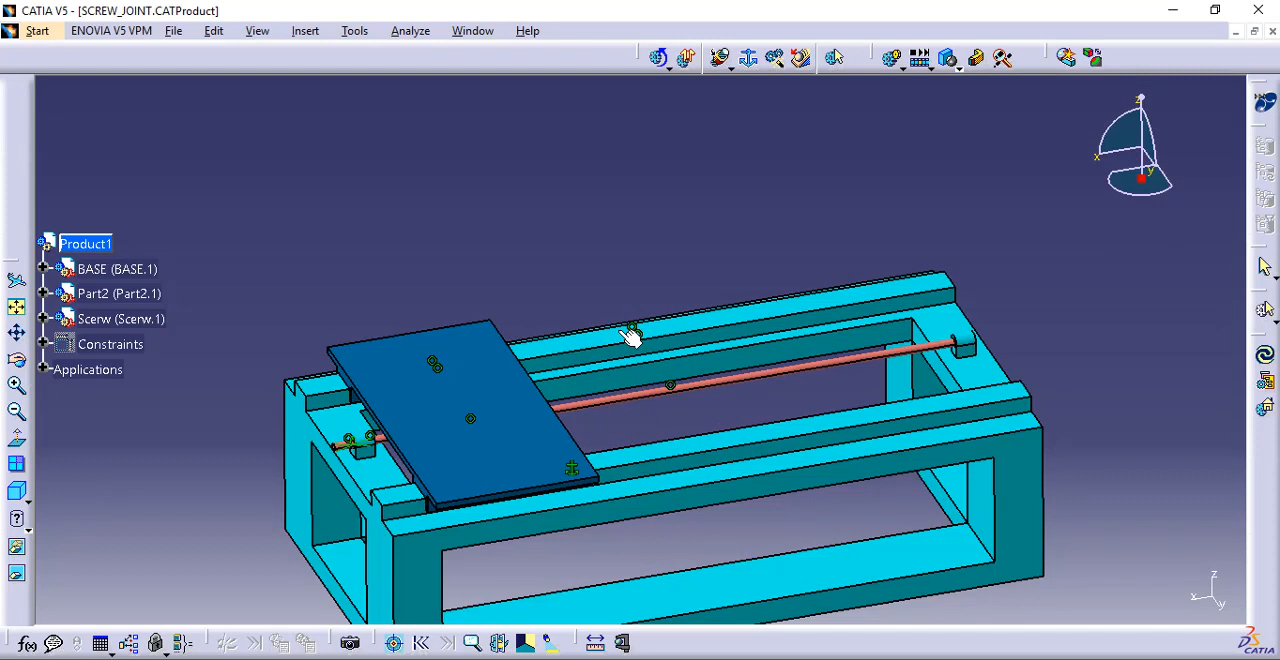 CATIA V5 - [SCREW_JOINT.CATProduct]
Start ENOVIA V5 VPM File Edit View Insert Tools Analyze Window Help
z
x
y
Product1
BASE (BASE.1)
Part2 (Part2.1)
Scerw (Scerw.1)
Constraints
Applications
z
x
y
f(x)
CATIA